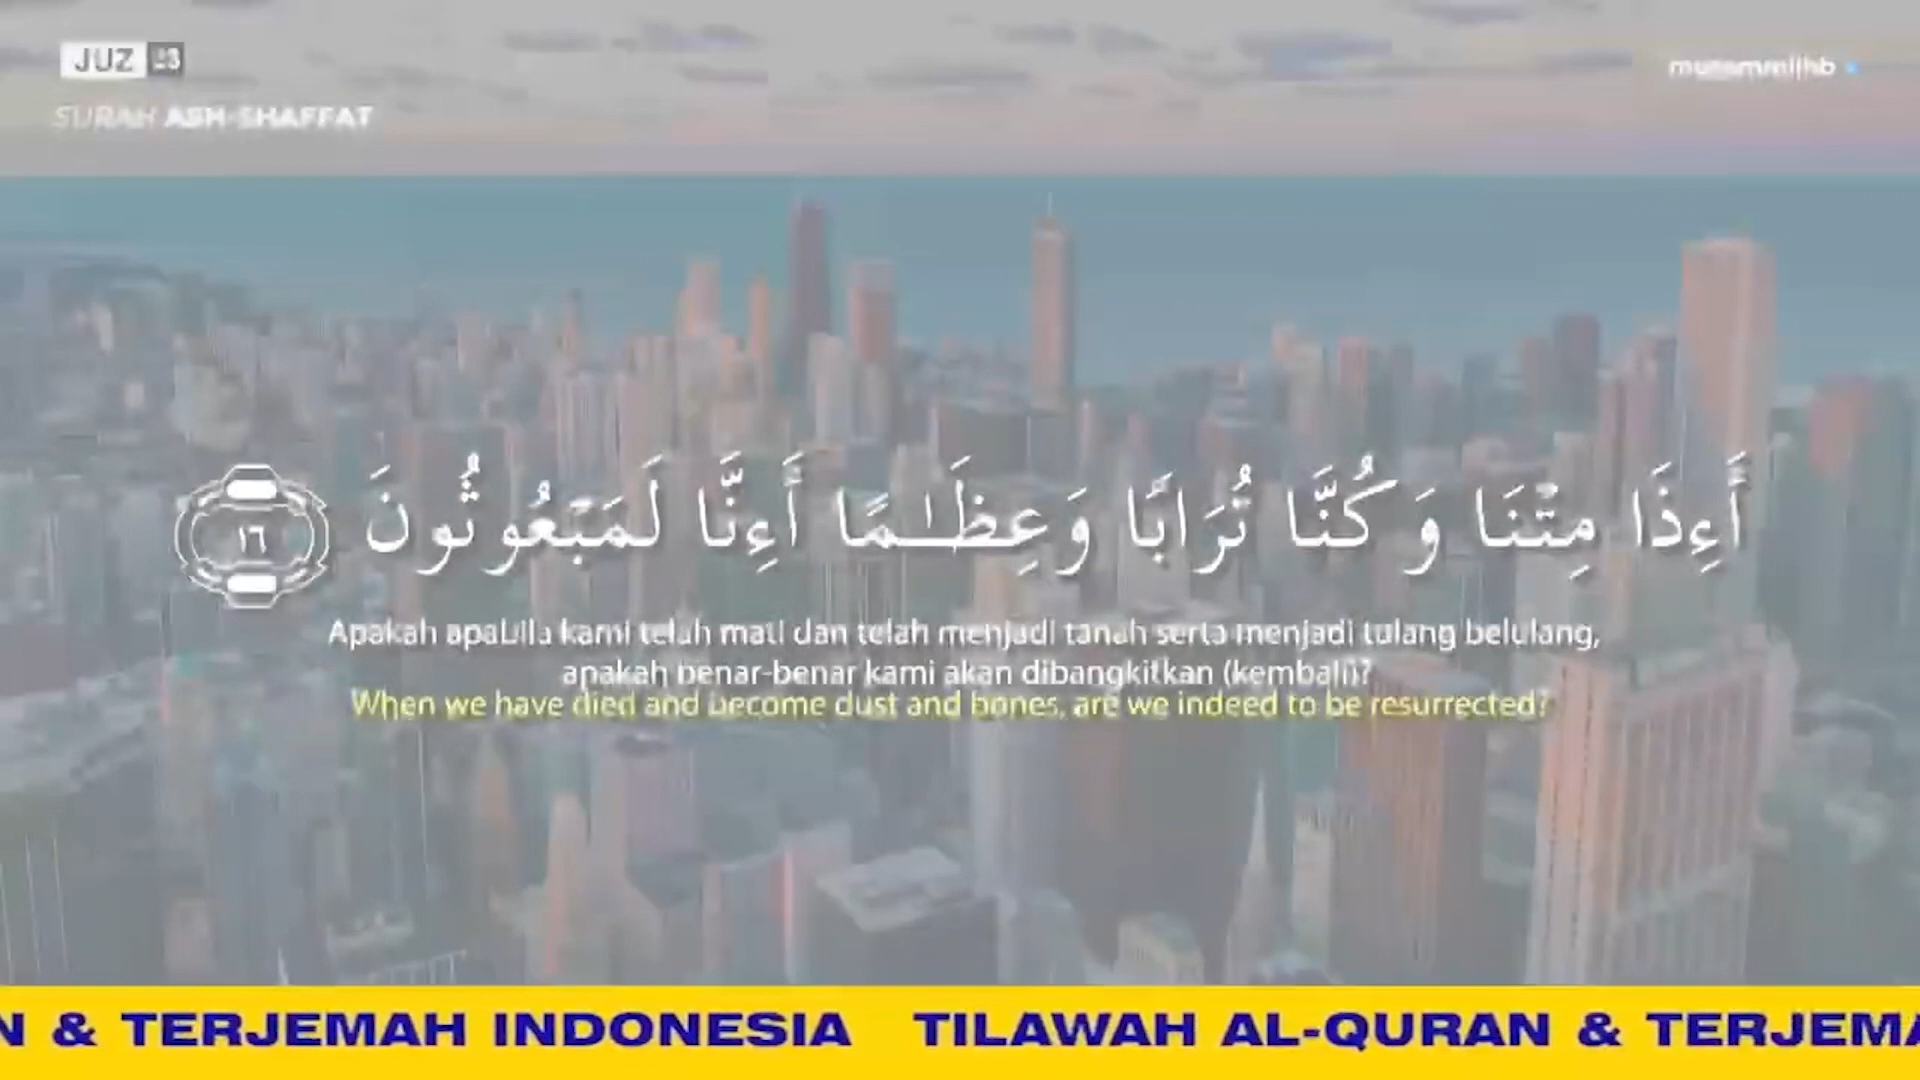 JUZ 23
SURAH ASH-SHAFFAT
أَءِذَا مِتْنَا وَكُنَّا تُرَابًا وَعِظَـٰمًا أَءِنَّا لَمَبْعُوثُونَ ١٦
Apakah apabila kami telah mati dan telah menjadi tanah serta menjadi tulang belulang,
apakah benar-benar kami akan dibangkitkan (kembali)?
When we have died and become dust and bones, are we indeed to be resurrected?
N & TERJEMAH INDONESIA TILAWAH AL-QURAN & TERJEMA